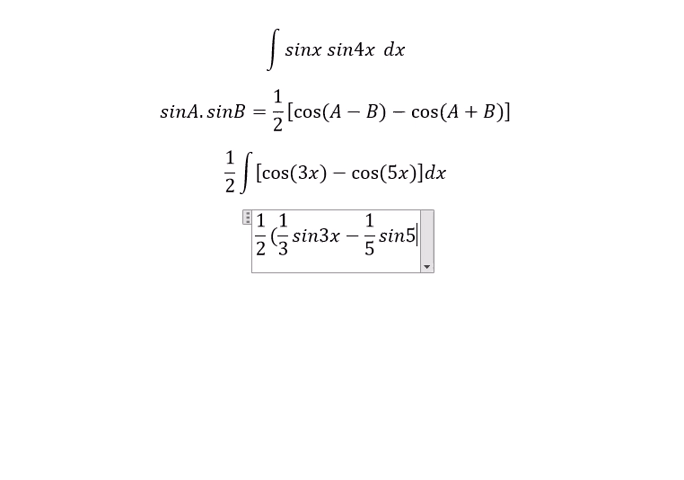 ∫ sinx sin4x dx
sinA.sinB = 1/2 [cos(A − B) − cos(A + B)]
1/2 ∫ [cos(3x) − cos(5x)]dx
1/2 (1/3 sin3x − 1/5 sin5